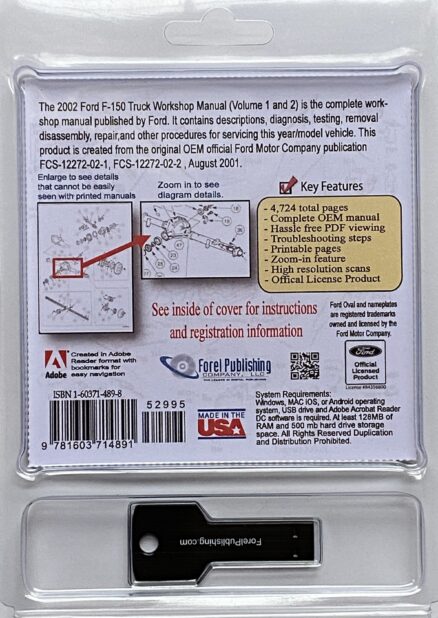 The 2002 Ford F-150 Truck Workshop Manual (Volume 1 and 2) is the complete work-
shop manual published by Ford. It contains descriptions, diagnosis, testing, removal
disassembly, repair,and other procedures for servicing this year/model vehicle. This
product is created from the original OEM official Ford Motor Company publication
FCS-12272-02-1, FCS-12272-02-2 , August 2001.
Enlarge to see details
that cannot be easily
seen with printed manuals
Zoom in to see
diagram details.
Key Features
- 4,724 total pages
- Complete OEM manual
- Hassle free PDF viewing
- Troubleshooting steps
- Printable pages
- Zoom-in feature
- High resolution scans
- Offical License Product
See inside of cover for instructions
and registration information
Ford Oval and nameplates
are registered trademarks
owned and licensed by the
Ford Motor Company.
Adobe
Created in Adobe
Reader format with
bookmarks for
easy navigation
Forel Publishing
COMPANY, LLC
Ford
Official
Licensed
Product
ISBN 1-60371-489-8
52995
9 781603 714891
MADE IN THE
USA
System Requirements:
Windows, MAC IOS, or Android operating
system, USB drive and Adobe Acrobat Reader
DC software is required. At least 128MB of
RAM and 500 mb hard drive storage
space. All Rights Reserved Duplication
and Distribution Prohibited.
ForelPublishing.com